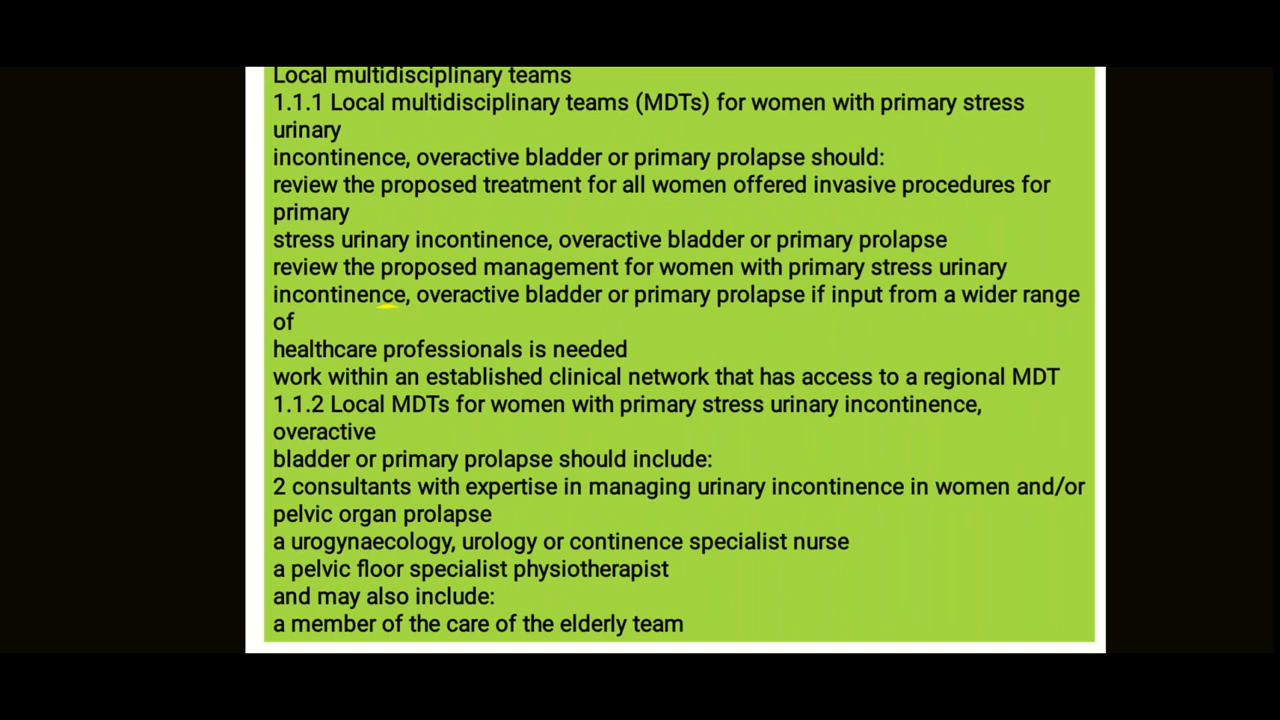 Local multidisciplinary teams
1.1.1 Local multidisciplinary teams (MDTs) for women with primary stress
urinary
incontinence, overactive bladder or primary prolapse should:
review the proposed treatment for all women offered invasive procedures for
primary
stress urinary incontinence, overactive bladder or primary prolapse
review the proposed management for women with primary stress urinary
incontinence, overactive bladder or primary prolapse if input from a wider range
of
healthcare professionals is needed
work within an established clinical network that has access to a regional MDT
1.1.2 Local MDTs for women with primary stress urinary incontinence,
overactive
bladder or primary prolapse should include:
2 consultants with expertise in managing urinary incontinence in women and/or
pelvic organ prolapse
a urogynaecology, urology or continence specialist nurse
a pelvic floor specialist physiotherapist
and may also include:
a member of the care of the elderly team